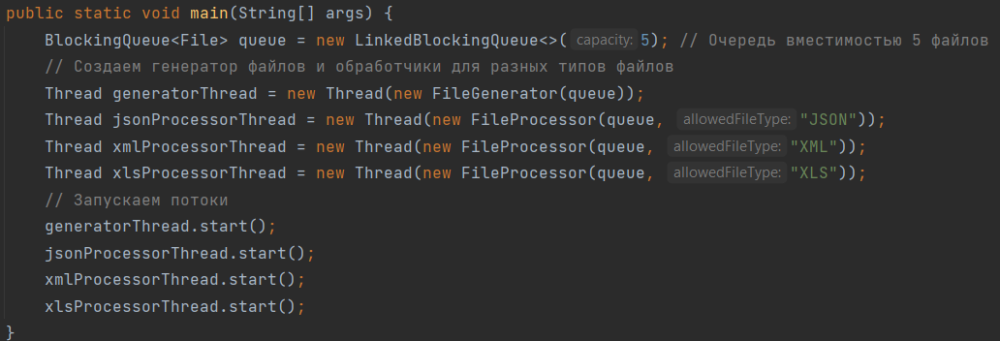 public static void main(String[] args) {
    BlockingQueue<File> queue = new LinkedBlockingQueue<>( capacity: 5); // Очередь вместимостью 5 файлов
    // Создаем генератор файлов и обработчики для разных типов файлов
    Thread generatorThread = new Thread(new FileGenerator(queue));
    Thread jsonProcessorThread = new Thread(new FileProcessor(queue, allowedFileType: "JSON"));
    Thread xmlProcessorThread = new Thread(new FileProcessor(queue, allowedFileType: "XML"));
    Thread xlsProcessorThread = new Thread(new FileProcessor(queue, allowedFileType: "XLS"));
    // Запускаем потоки
    generatorThread.start();
    jsonProcessorThread.start();
    xmlProcessorThread.start();
    xlsProcessorThread.start();
}